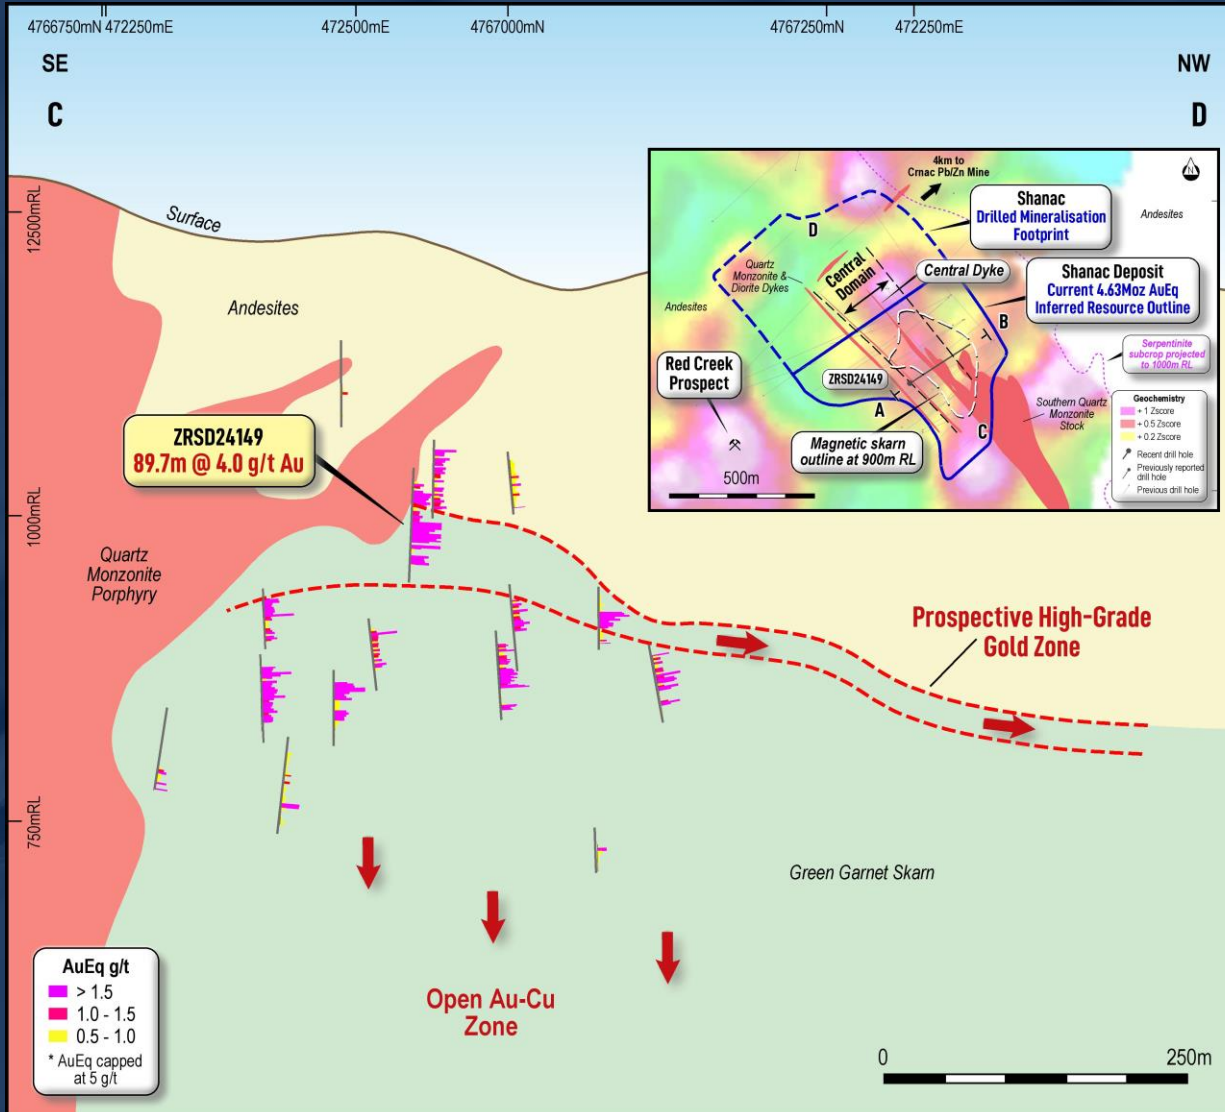 4766750mN 472250mE
472500mE
4767000mN
4767250mN
472250mE
SE
NW
C
D
12500mRL
1000mRL
750mRL
Surface
Andesites
ZRSD24149
89.7m @ 4.0 g/t Au
Quartz
Monzonite
Porphyry
Prospective High-Grade
Gold Zone
Green Garnet Skarn
Open Au-Cu
Zone
AuEq g/t
> 1.5
1.0 - 1.5
0.5 - 1.0
* AuEq capped
at 5 g/t
0
250m
4km to
Crnac Pb/Zn Mine
N
Shanac
Drilled Mineralisation
Footprint
Andesites
D
Quartz
Monzonite &
Diorite Dykes
Central
Domain
Central Dyke
Shanac Deposit
Current 4.63Moz AuEq
Inferred Resource Outline
Andesites
B
Serpentinite
subcrop projected
to 1000m RL
Red Creek
Prospect
ZRSD24149
A
C
Southern Quartz
Monzonite
Stock
Magnetic skarn
outline at 900m RL
500m
Geochemistry
+ 1 Zscore
+ 0.5 Zscore
+ 0.2 Zscore
Recent drill hole
Previously reported
drill hole
Previous drill hole